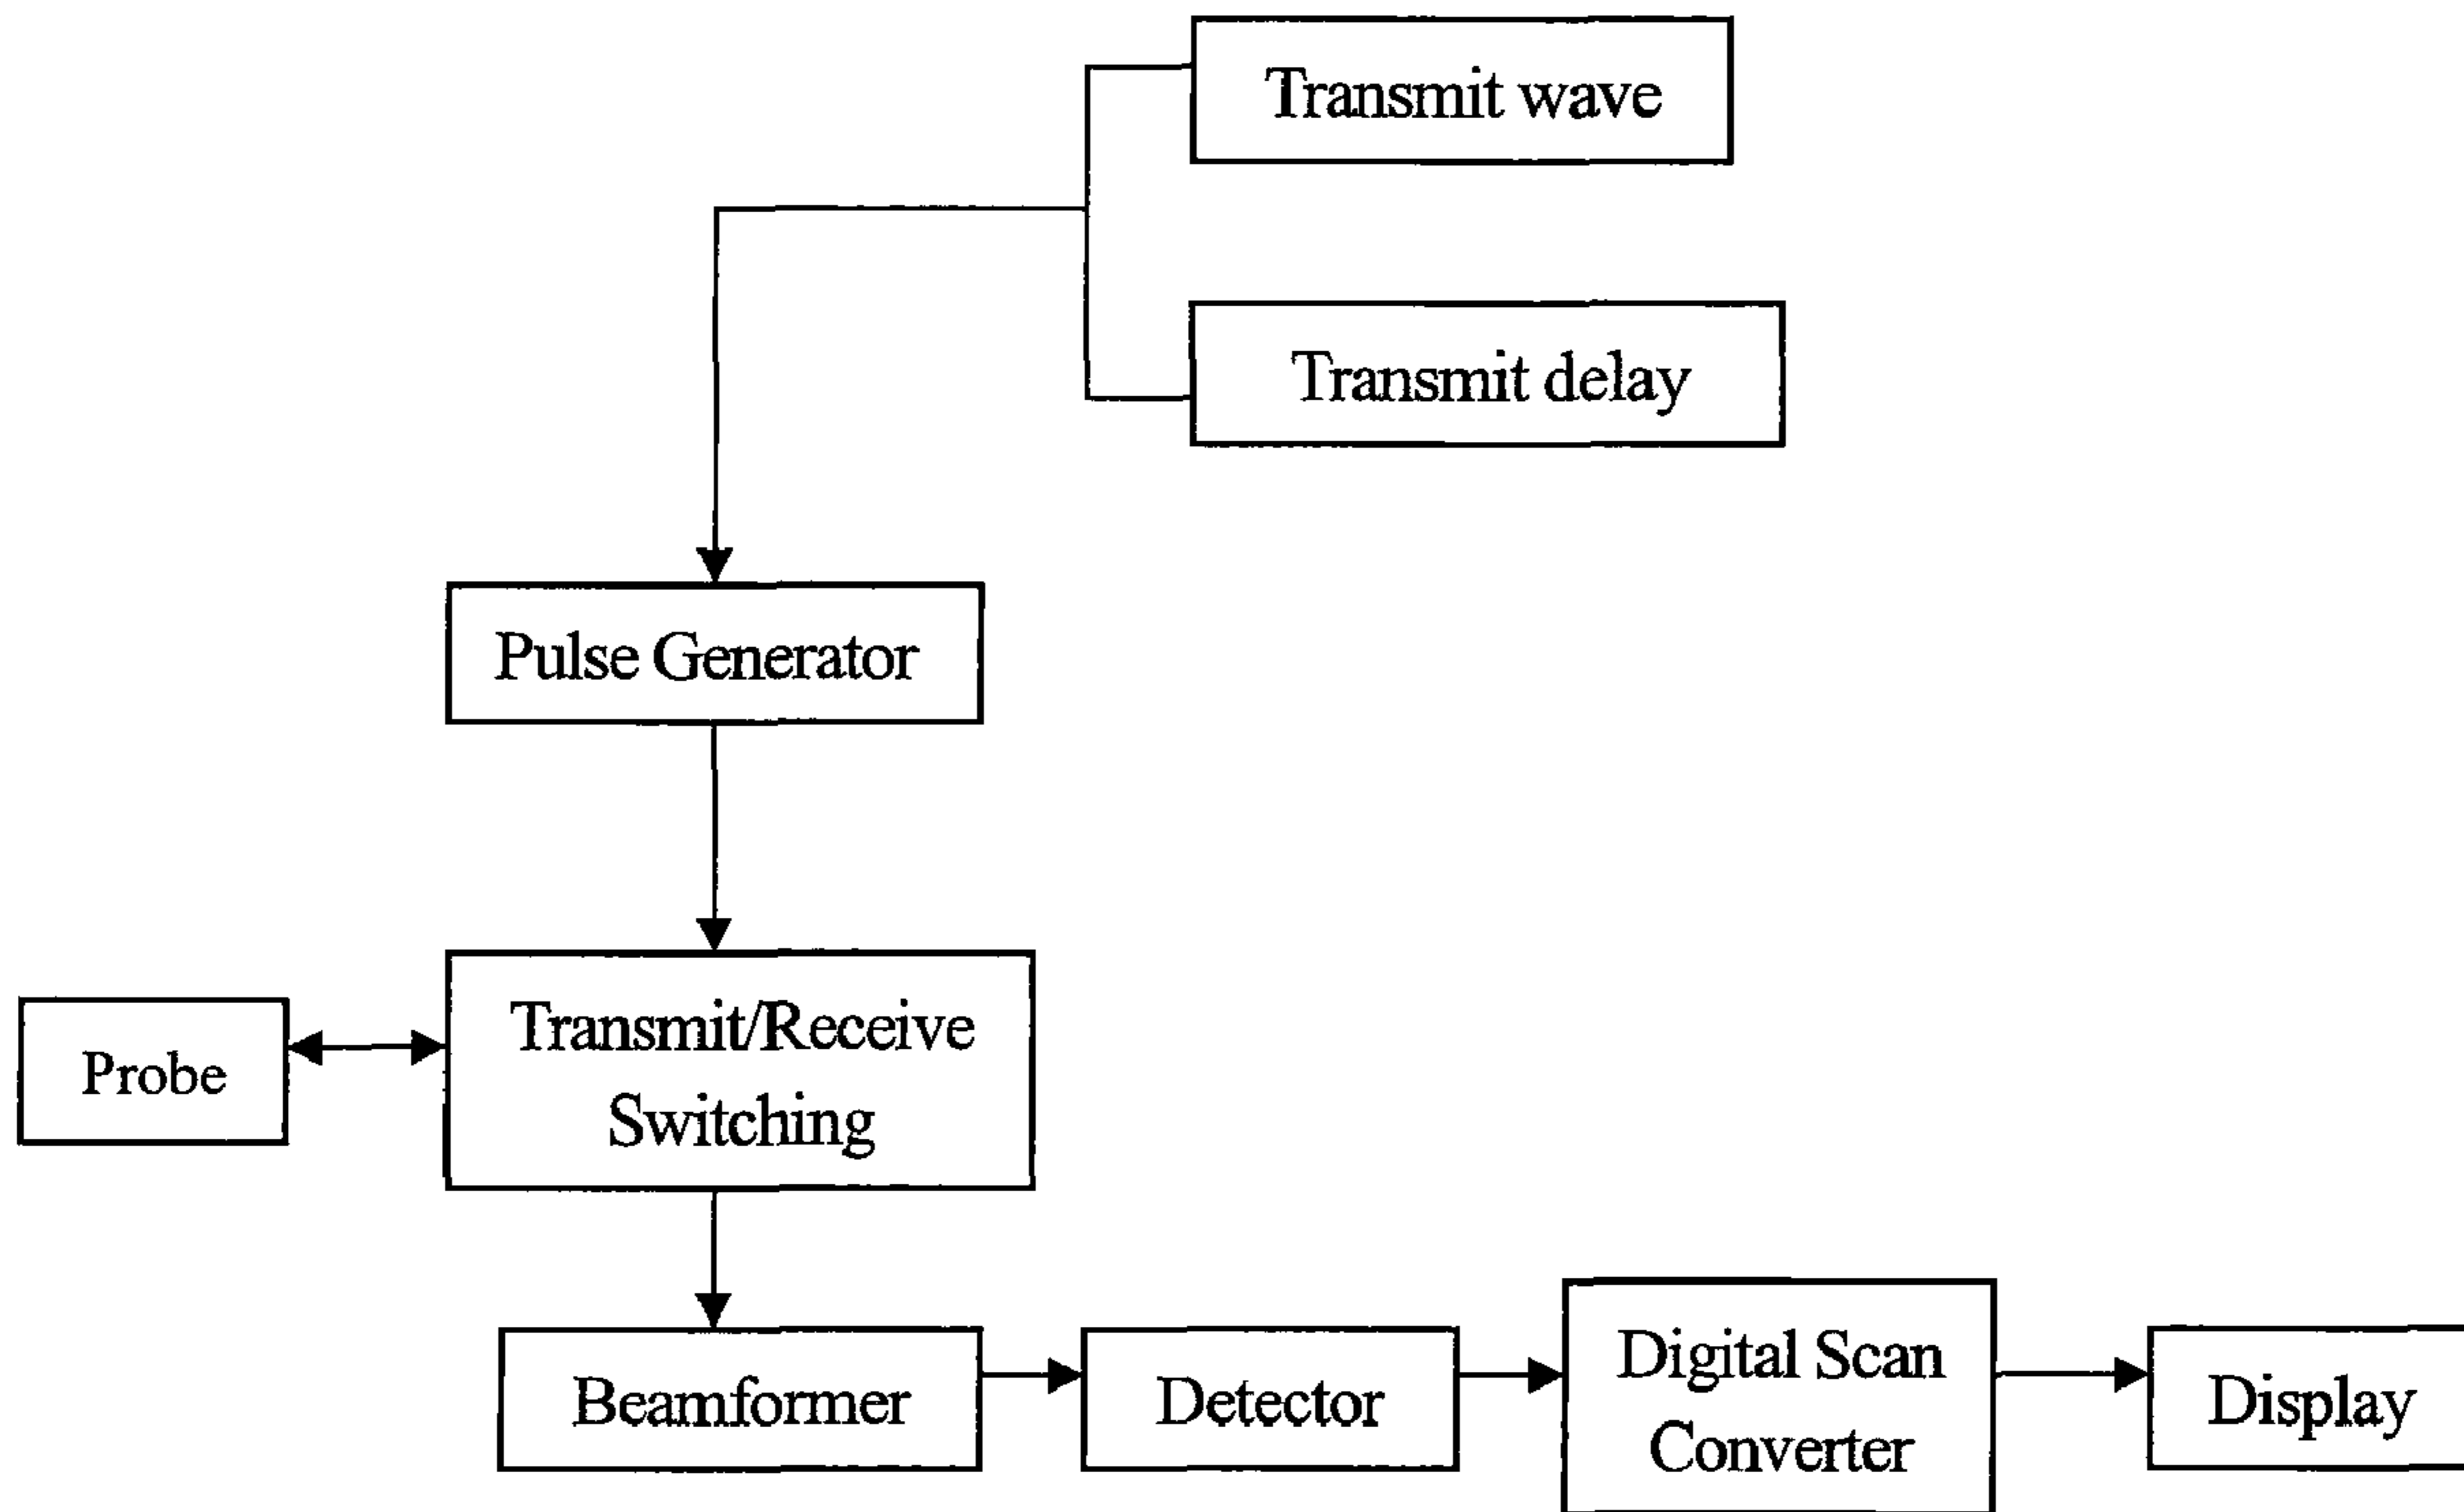 Transmit wave
Transmit delay
Pulse Generator
Probe
Transmit/Receive
Switching
Beamformer
Detector
Digital Scan
Converter
Display